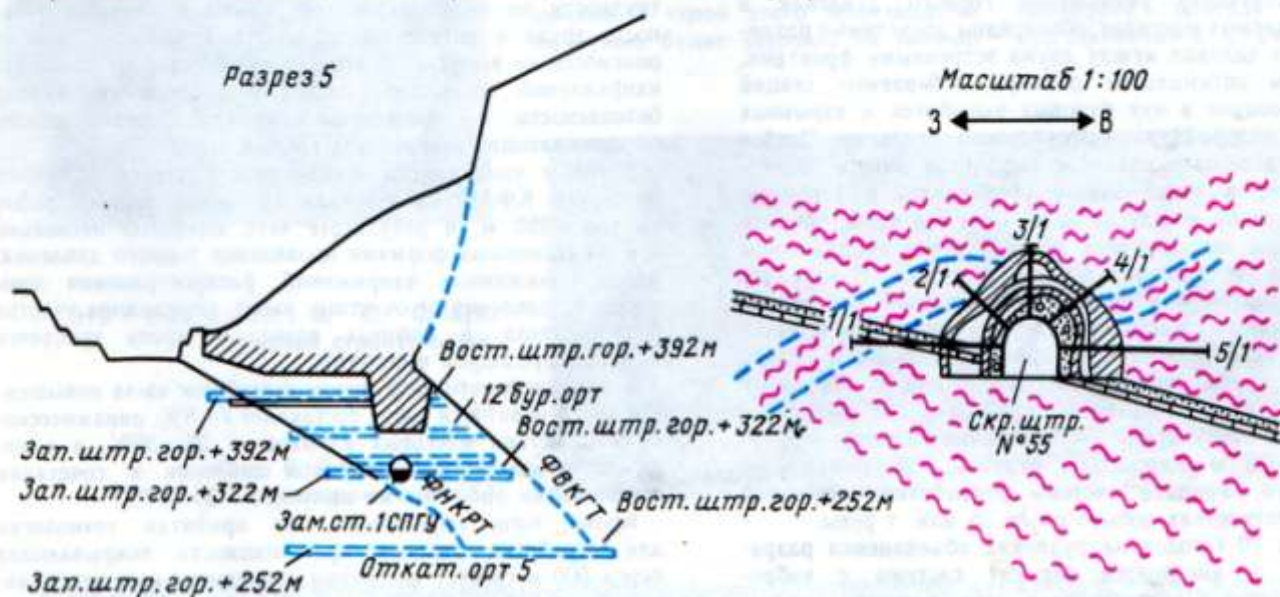 Разрез 5
Масштаб 1:100
З В
3/1
2/1
4/1
1/1
5/1
Скр.штр.
№55
Вост.штр.гор.+392м
12 бур.орт
Вост.штр.гор.+322м
Зап.штр.гор.+392м
Зап.штр.гор.+322м
ФНКРТ
ФВКГТ
Вост.штр.гор.+252м
Зам.ст.1СПГУ
Откат.орт 5
Зап.штр.гор.+252м